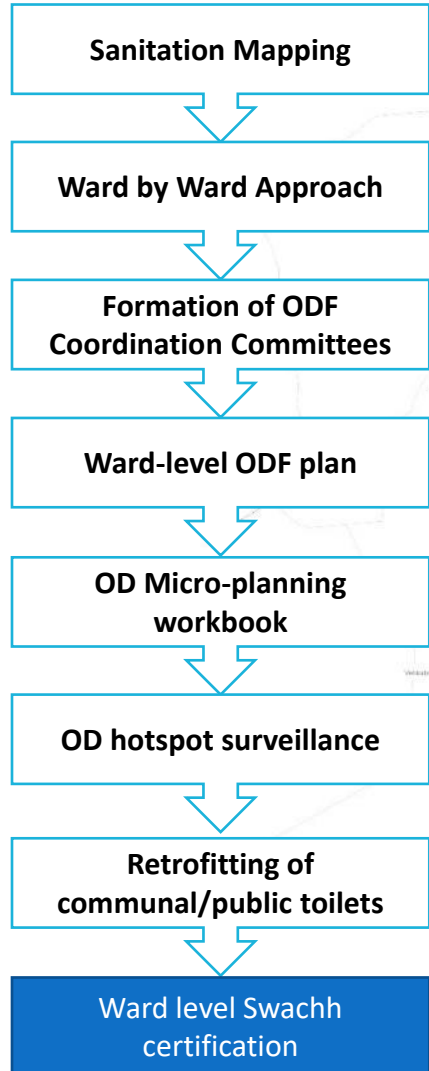 Sanitation Mapping
Ward by Ward Approach
Formation of ODF
Coordination Committees
Ward-level ODF plan
OD Micro-planning
workbook
OD hotspot surveillance
Retrofitting of
communal/public toilets
Ward level Swachh
certification